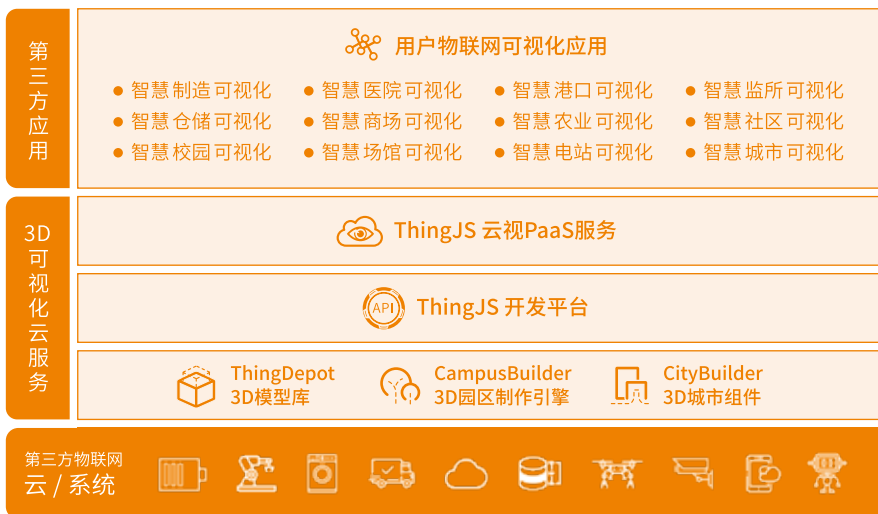 第三方应用
用户物联网可视化应用
智慧制造可视化
智慧医院可视化
智慧港口可视化
智慧监所可视化
智慧仓储可视化
智慧商场可视化
智慧农业可视化
智慧社区可视化
智慧校园可视化
智慧场馆可视化
智慧电站可视化
智慧城市可视化
3D可视化云服务
ThingJS 云视PaaS服务
API
ThingJS 开发平台
ThingDepot
3D模型库
CampusBuilder
3D园区制作引擎
CityBuilder
3D城市组件
第三方物联网
云 / 系统